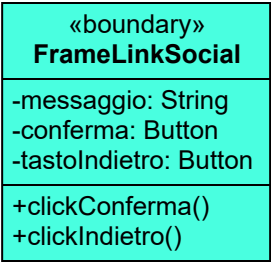 «boundary»
FrameLinkSocial
-messaggio: String
-conferma: Button
-tastoIndietro: Button
+clickConferma()
+clickIndietro()